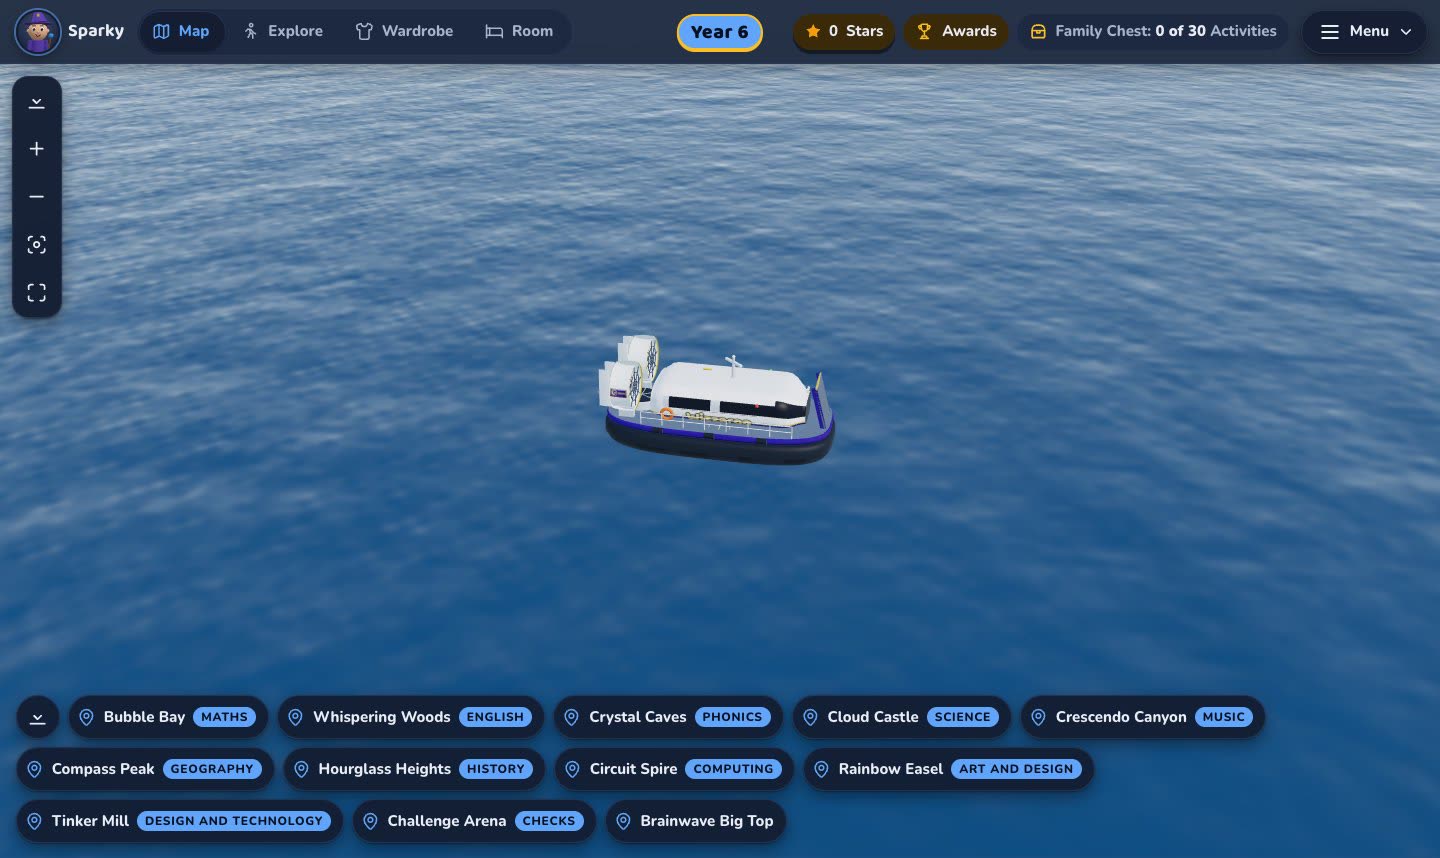 Sparky
Map
Explore
Wardrobe
Room
Year 6
0 Stars
Awards
Family Chest: 0 of 30 Activities
Menu
Bubble Bay MATHS
Whispering Woods ENGLISH
Crystal Caves PHONICS
Cloud Castle SCIENCE
Crescendo Canyon MUSIC
Compass Peak GEOGRAPHY
Hourglass Heights HISTORY
Circuit Spire COMPUTING
Rainbow Easel ART AND DESIGN
Tinker Mill DESIGN AND TECHNOLOGY
Challenge Arena CHECKS
Brainwave Big Top